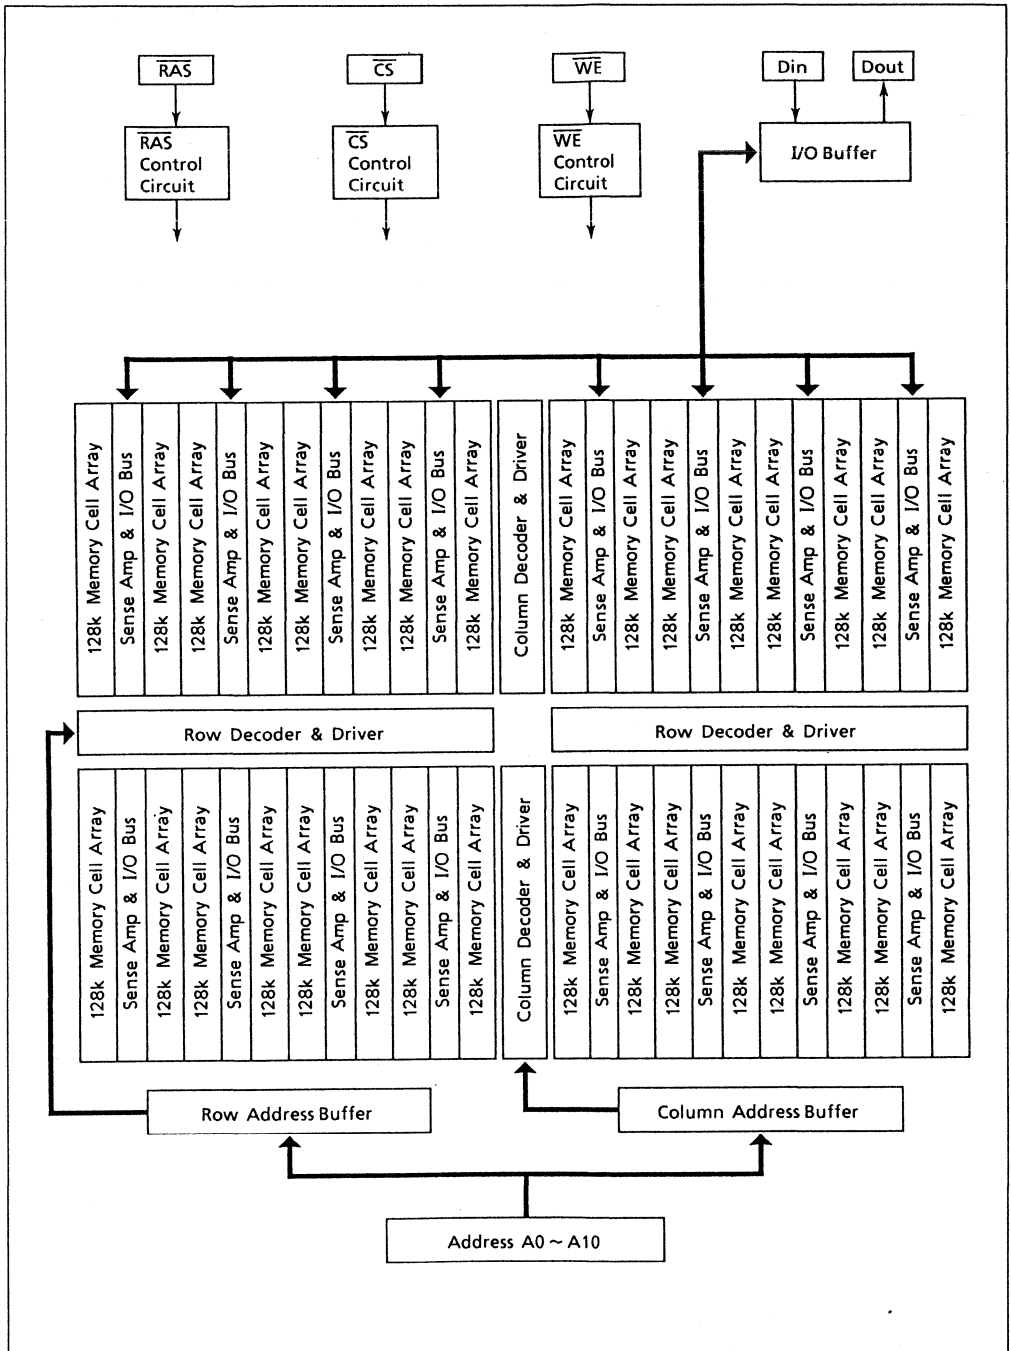 RAS
CS
WE
Din
Dout
RAS
Control
Circuit
CS
Control
Circuit
WE
Control
Circuit
I/O Buffer
128k Memory Cell Array
Sense Amp & I/O Bus
128k Memory Cell Array
128k Memory Cell Array
Sense Amp & I/O Bus
128k Memory Cell Array
128k Memory Cell Array
Sense Amp & I/O Bus
128k Memory Cell Array
128k Memory Cell Array
Sense Amp & I/O Bus
128k Memory Cell Array
Column Decoder & Driver
128k Memory Cell Array
Sense Amp & I/O Bus
128k Memory Cell Array
128k Memory Cell Array
Sense Amp & I/O Bus
128k Memory Cell Array
128k Memory Cell Array
Sense Amp & I/O Bus
128k Memory Cell Array
128k Memory Cell Array
Sense Amp & I/O Bus
128k Memory Cell Array
Row Decoder & Driver
Row Decoder & Driver
128k Memory Cell Array
Sense Amp & I/O Bus
128k Memory Cell Array
128k Memory Cell Array
Sense Amp & I/O Bus
128k Memory Cell Array
128k Memory Cell Array
Sense Amp & I/O Bus
128k Memory Cell Array
128k Memory Cell Array
Sense Amp & I/O Bus
128k Memory Cell Array
Column Decoder & Driver
128k Memory Cell Array
Sense Amp & I/O Bus
128k Memory Cell Array
128k Memory Cell Array
Sense Amp & I/O Bus
128k Memory Cell Array
128k Memory Cell Array
Sense Amp & I/O Bus
128k Memory Cell Array
128k Memory Cell Array
Sense Amp & I/O Bus
128k Memory Cell Array
Row Address Buffer
Column Address Buffer
Address A0 ~ A10